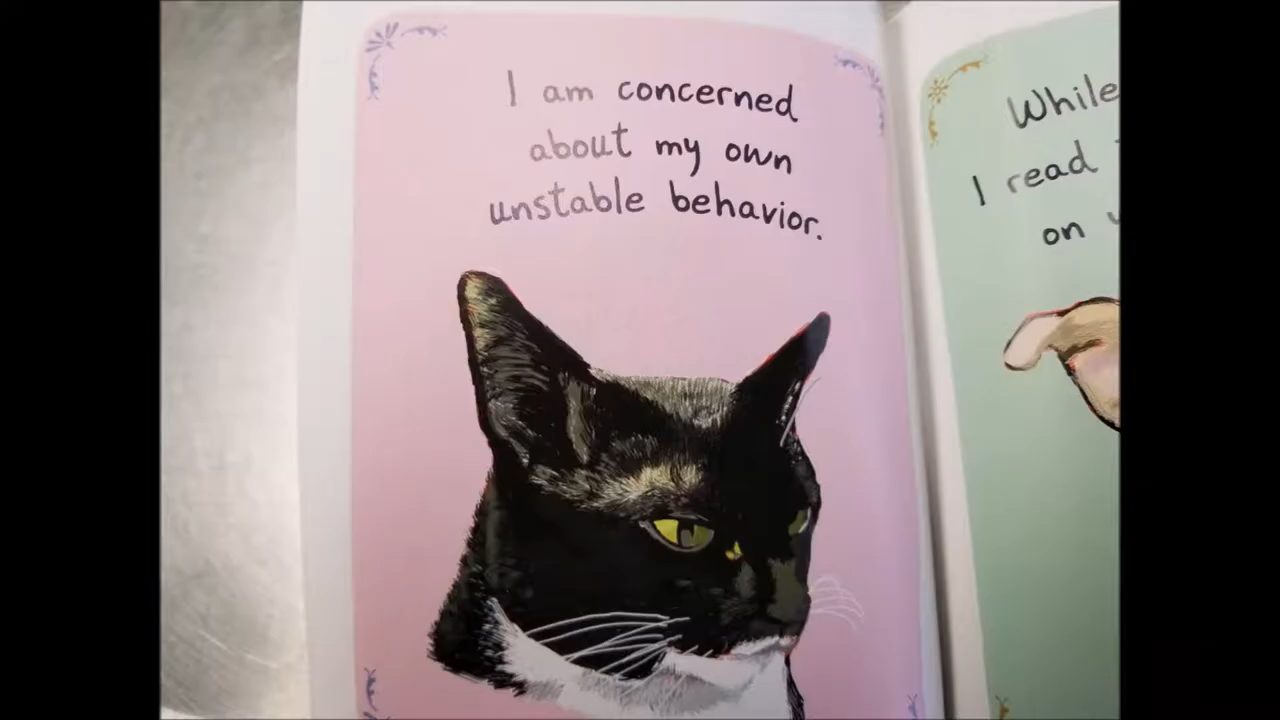 I am concerned
about my own
unstable behavior.
While
I read
on